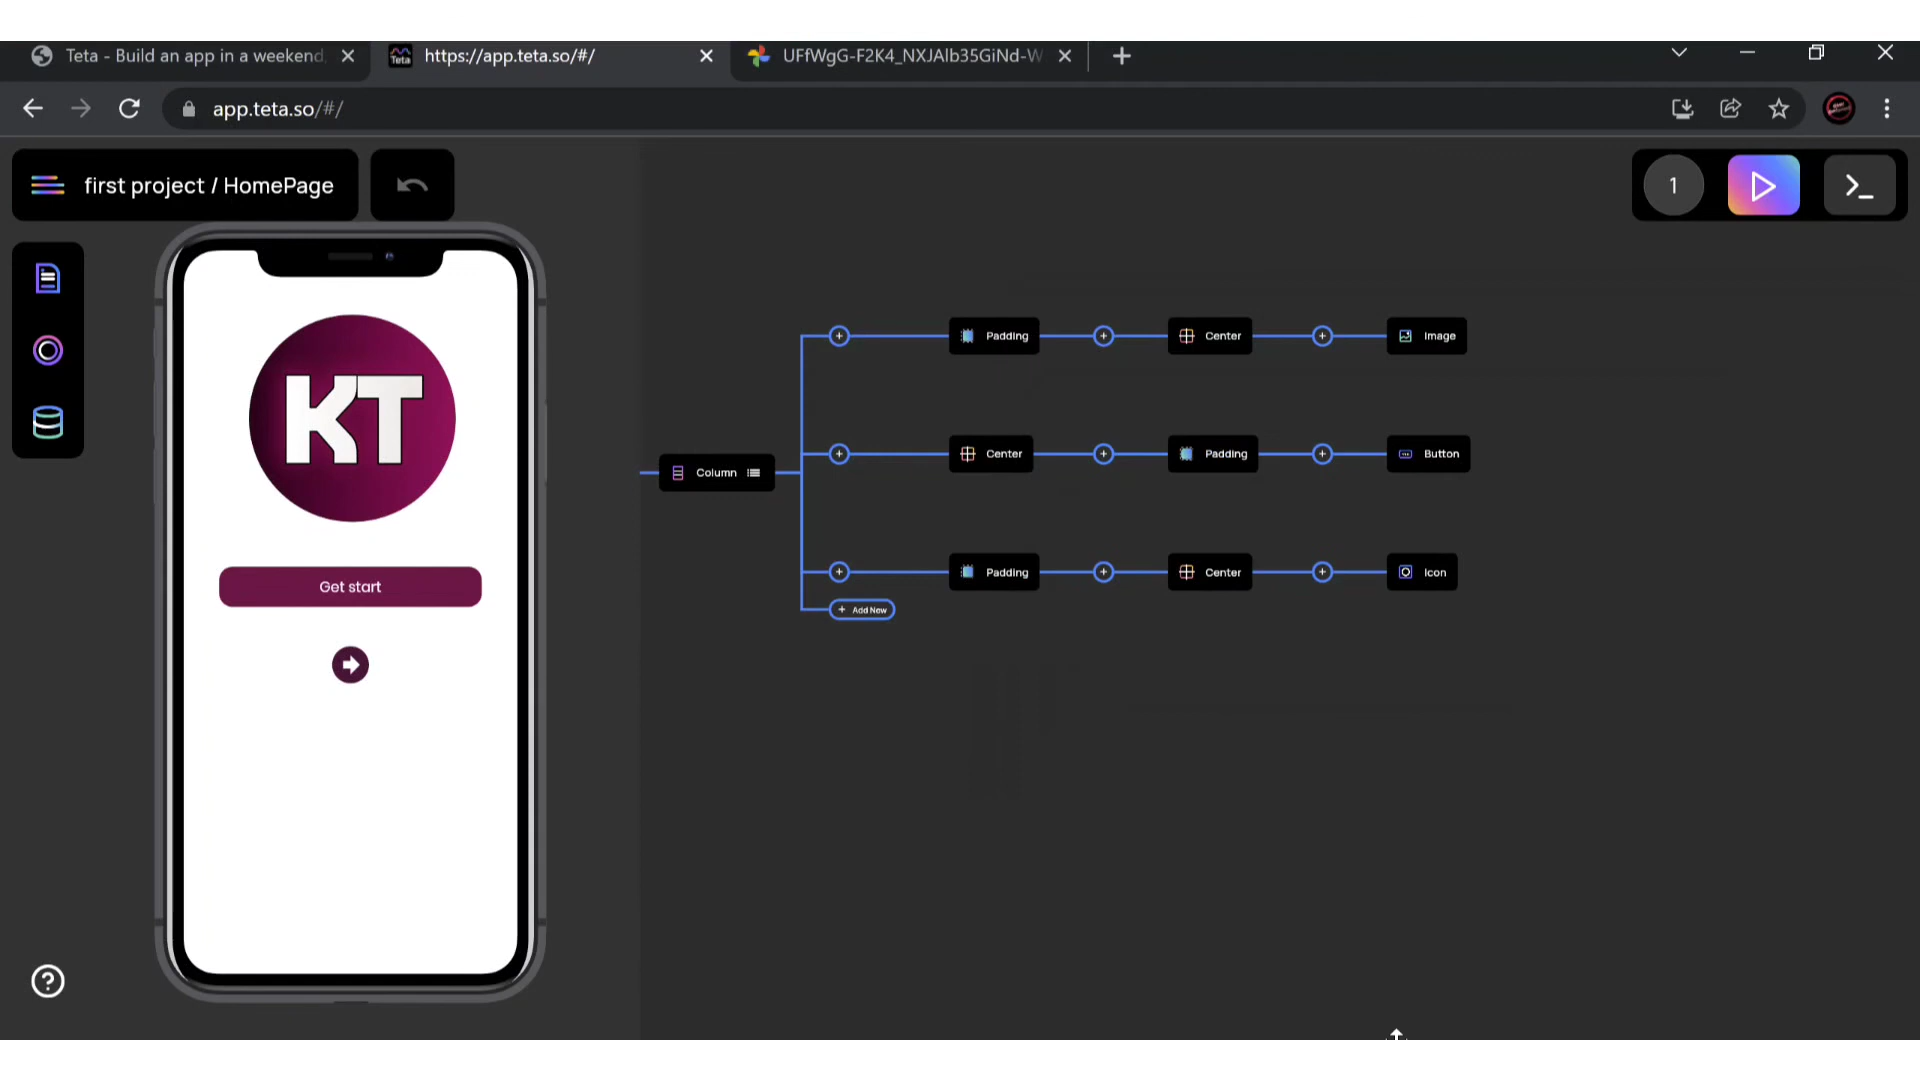 Teta - Build an app in a weekend.
Teta
https://app.teta.so/#/
UFfWgG-F2K4_NXJAlb35GiNd-W
app.teta.so/#/
first project / HomePage
1
KT
Get start
Padding
Center
Image
Column
Center
Padding
Button
Padding
Center
Icon
+ Add New